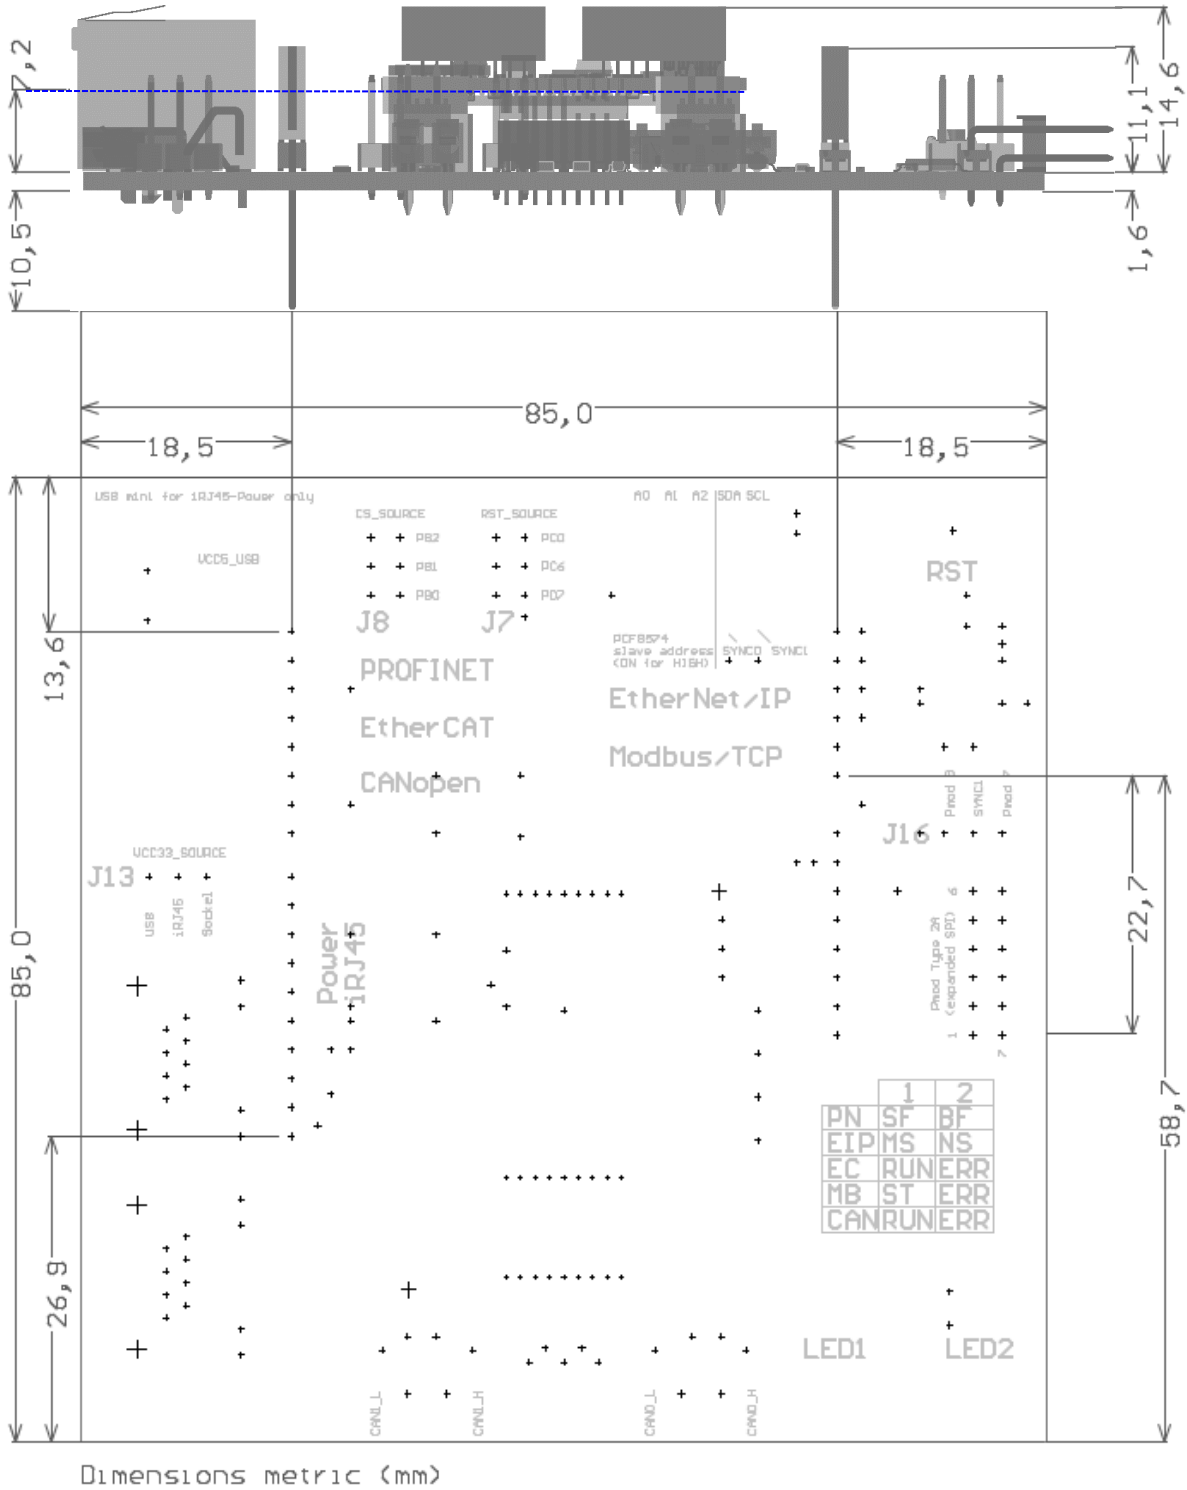 7,2
11,1
14,6
10,5
1,6
85,0
18,5
18,5
USB mini for iRJ45-Power only
A0 A1 A2 SDA SCL
CS_SOURCE
RST_SOURCE
PB2
PC0
VCC5_USB
PB1
PC6
RST
PB0
PD7
J8
J7
13,6
PCF8574
slave address
SYNC0 SYNC1
(ON for HIGH)
PROFINET
EtherNet/IP
EtherCAT
Modbus/TCP
CANopen
Pmod 8
SYNC1
Pmod 7
J16
VCC33_SOURCE
J13
USB
iRJ45
Sockel
6
22,7
Power
iRJ45
Pmod Type 2A
(expanded SPI)
85,0
1
7
1 2
PN SF BF
EIP MS NS
EC RUN ERR
MB ST ERR
CAN RUN ERR
58,7
26,9
LED1
LED2
CAN1_L
CAN1_H
CAN0_L
CAN0_H
Dimensions metric (mm)